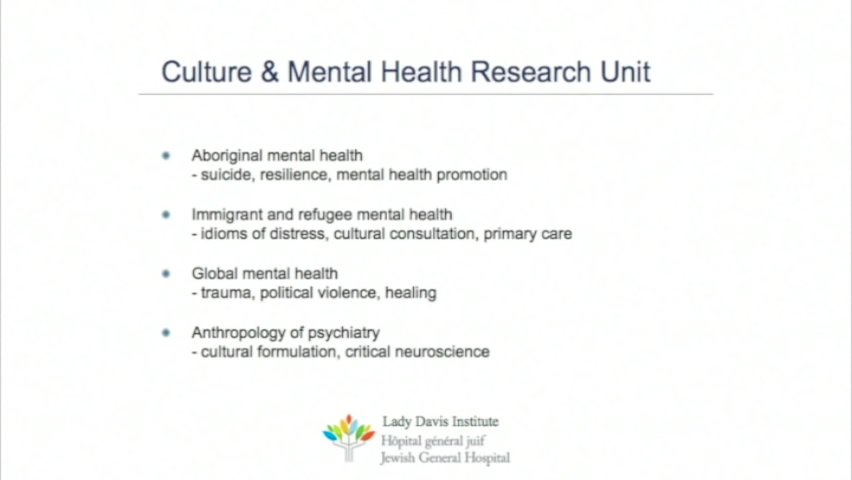 Culture & Mental Health Research Unit
Aboriginal mental health
- suicide, resilience, mental health promotion
Immigrant and refugee mental health
- idioms of distress, cultural consultation, primary care
Global mental health
- trauma, political violence, healing
Anthropology of psychiatry
- cultural formulation, critical neuroscience
Lady Davis Institute
Hôpital général juif
Jewish General Hospital